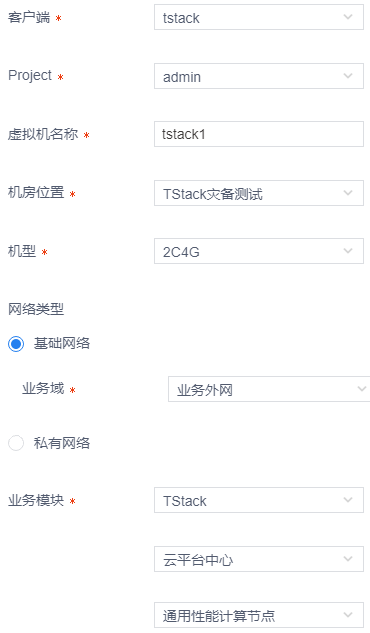 客户端 * tstack
Project * admin
虚拟机名称 * tstack1
机房位置 * TStack灾备测试
机型 * 2C4G
网络类型
基础网络
业务域 * 业务外网
私有网络
业务模块 * TStack
云平台中心
通用性能计算节点